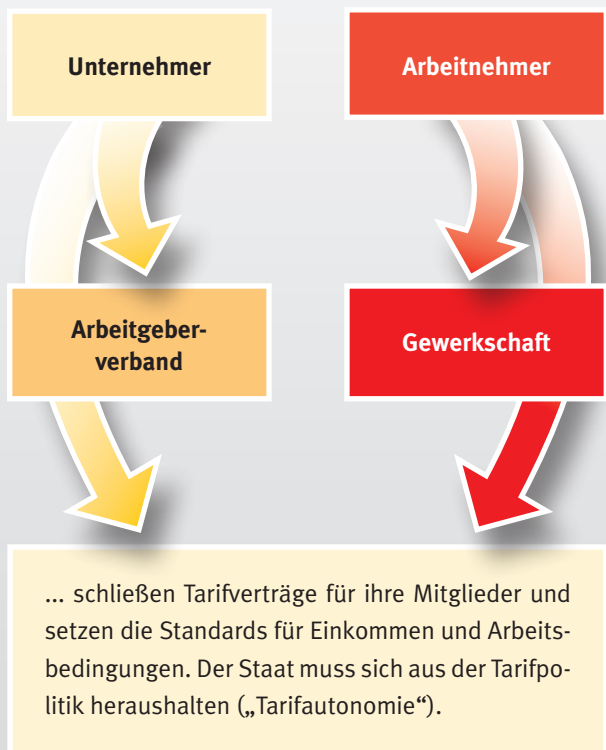 Unternehmer
Arbeitnehmer
Arbeitgeber-
verband
Gewerkschaft
... schließen Tarifverträge für ihre Mitglieder und
setzen die Standards für Einkommen und Arbeits-
bedingungen. Der Staat muss sich aus der Tarifpo-
litik heraushalten („Tarifautonomie“).